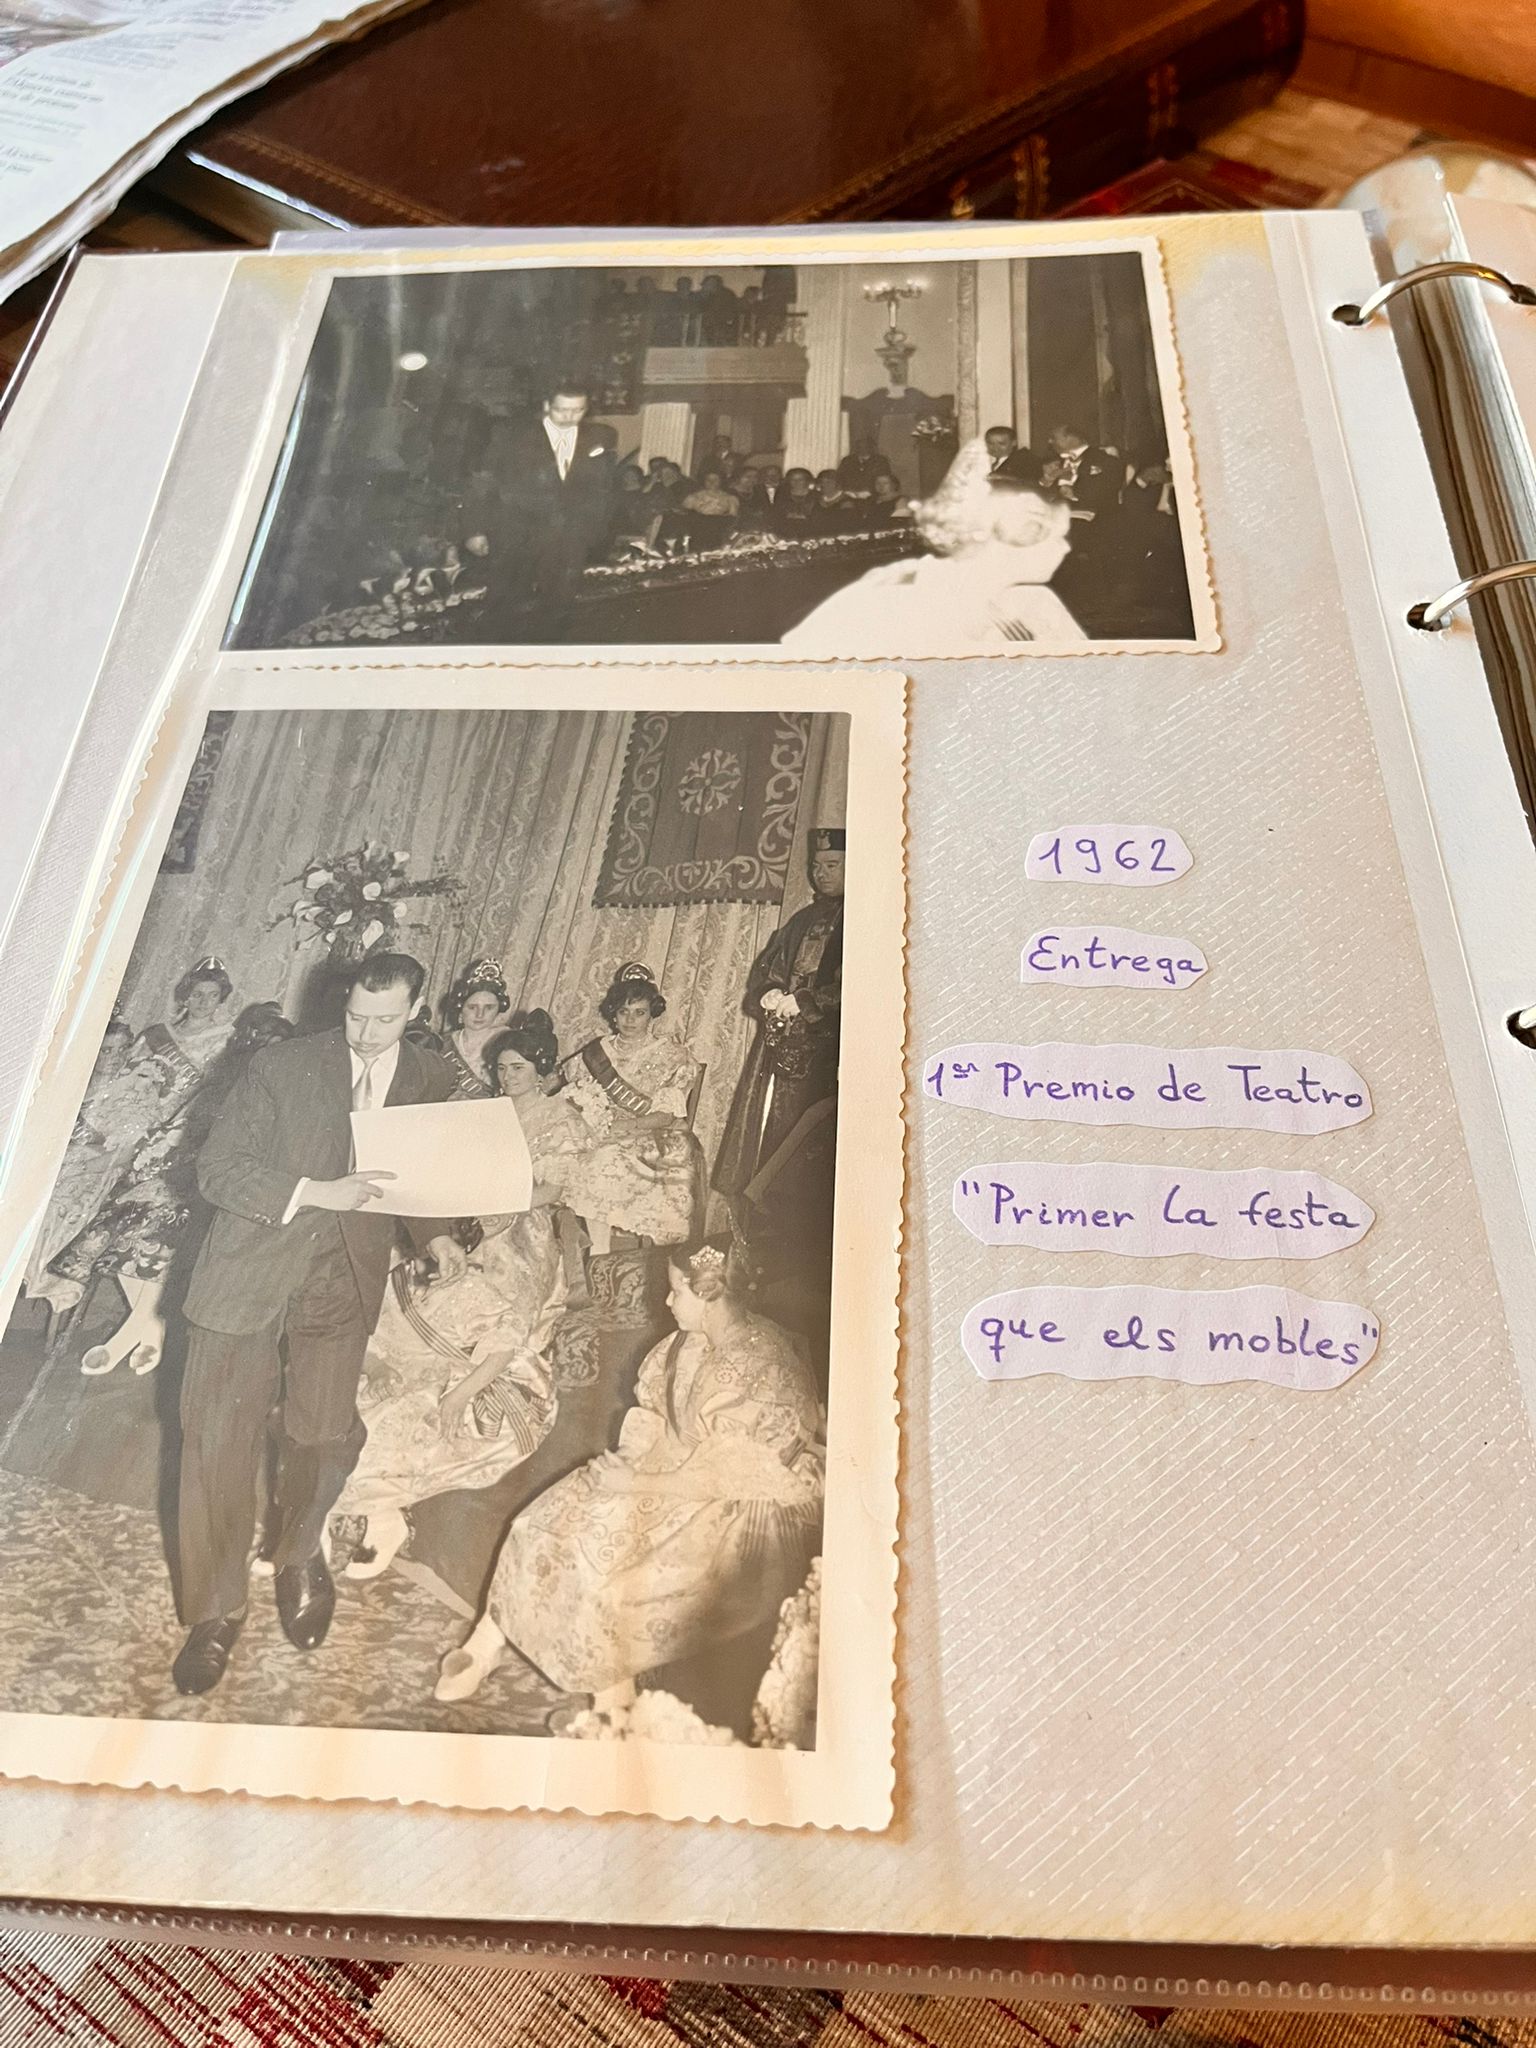 1962
Entrega
1er Premio de Teatro
"Primer la festa
que els mobles"